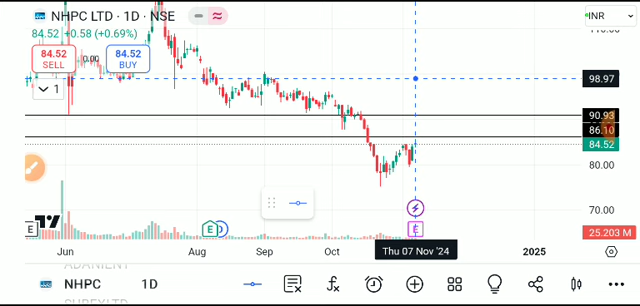 NHPC LTD · 1D · NSE
INR
84.52 +0.58 (+0.69%)
84.52
SELL
0.00
84.52
BUY
1
98.97
90.93
86.10
84.52
80.00
70.00
25.203 M
E
E
D
E
Jun
Aug
Sep
Oct
Thu 07 Nov '24
2025
ADANIENT
NHPC
1D